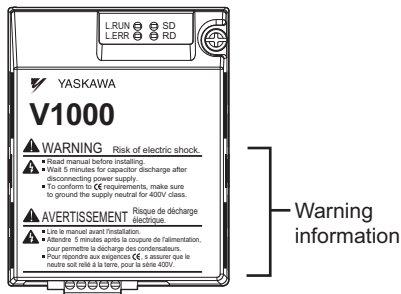 L.RUN SD
L.ERR RD
YASKAWA
V1000
WARNING Risk of electric shock.
Read manual before installing.
Wait 5 minutes for capacitor discharge after
disconnecting power supply.
To conform to CE requirements, make sure
to ground the supply neutral for 400V class.
AVERTISSEMENT Risque de décharge
électrique.
Lire le manuel avant l'installation.
Attendre 5 minutes après la coupure de l'alimentation,
pour permettre la décharge des condensateurs.
Pour répondre aux exigences CE, s assurer que le
neutre soit relié à la terre, pour la série 400V.
Warning
information